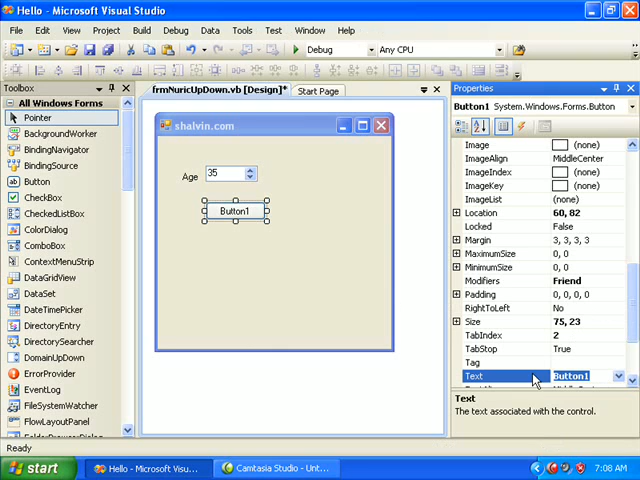 Hello - Microsoft Visual Studio
File Edit View Project Build Debug Data Format Tools Test Window Help
Debug Any CPU
Toolbox
All Windows Forms
Pointer
BackgroundWorker
BindingNavigator
BindingSource
Button
CheckBox
CheckedListBox
ColorDialog
ComboBox
ContextMenuStrip
DataGridView
DataSet
DateTimePicker
DirectoryEntry
DirectorySearcher
DomainUpDown
ErrorProvider
EventLog
FileSystemWatcher
FlowLayoutPanel
frmNuricUpDown.vb [Design]* Start Page
shalvin.com
Age 35
Button1
Properties
Button1 System.Windows.Forms.Button
Image (none)
ImageAlign MiddleCenter
ImageIndex (none)
ImageKey (none)
ImageList (none)
Location 60, 82
Locked False
Margin 3, 3, 3, 3
MaximumSize 0, 0
MinimumSize 0, 0
Modifiers Friend
Padding 0, 0, 0, 0
RightToLeft No
Size 75, 23
TabIndex 2
TabStop True
Tag
Text Button1
Text
The text associated with the control.
Ready
start Hello - Microsoft Visu... Camtasia Studio - Unt... 7:08 AM